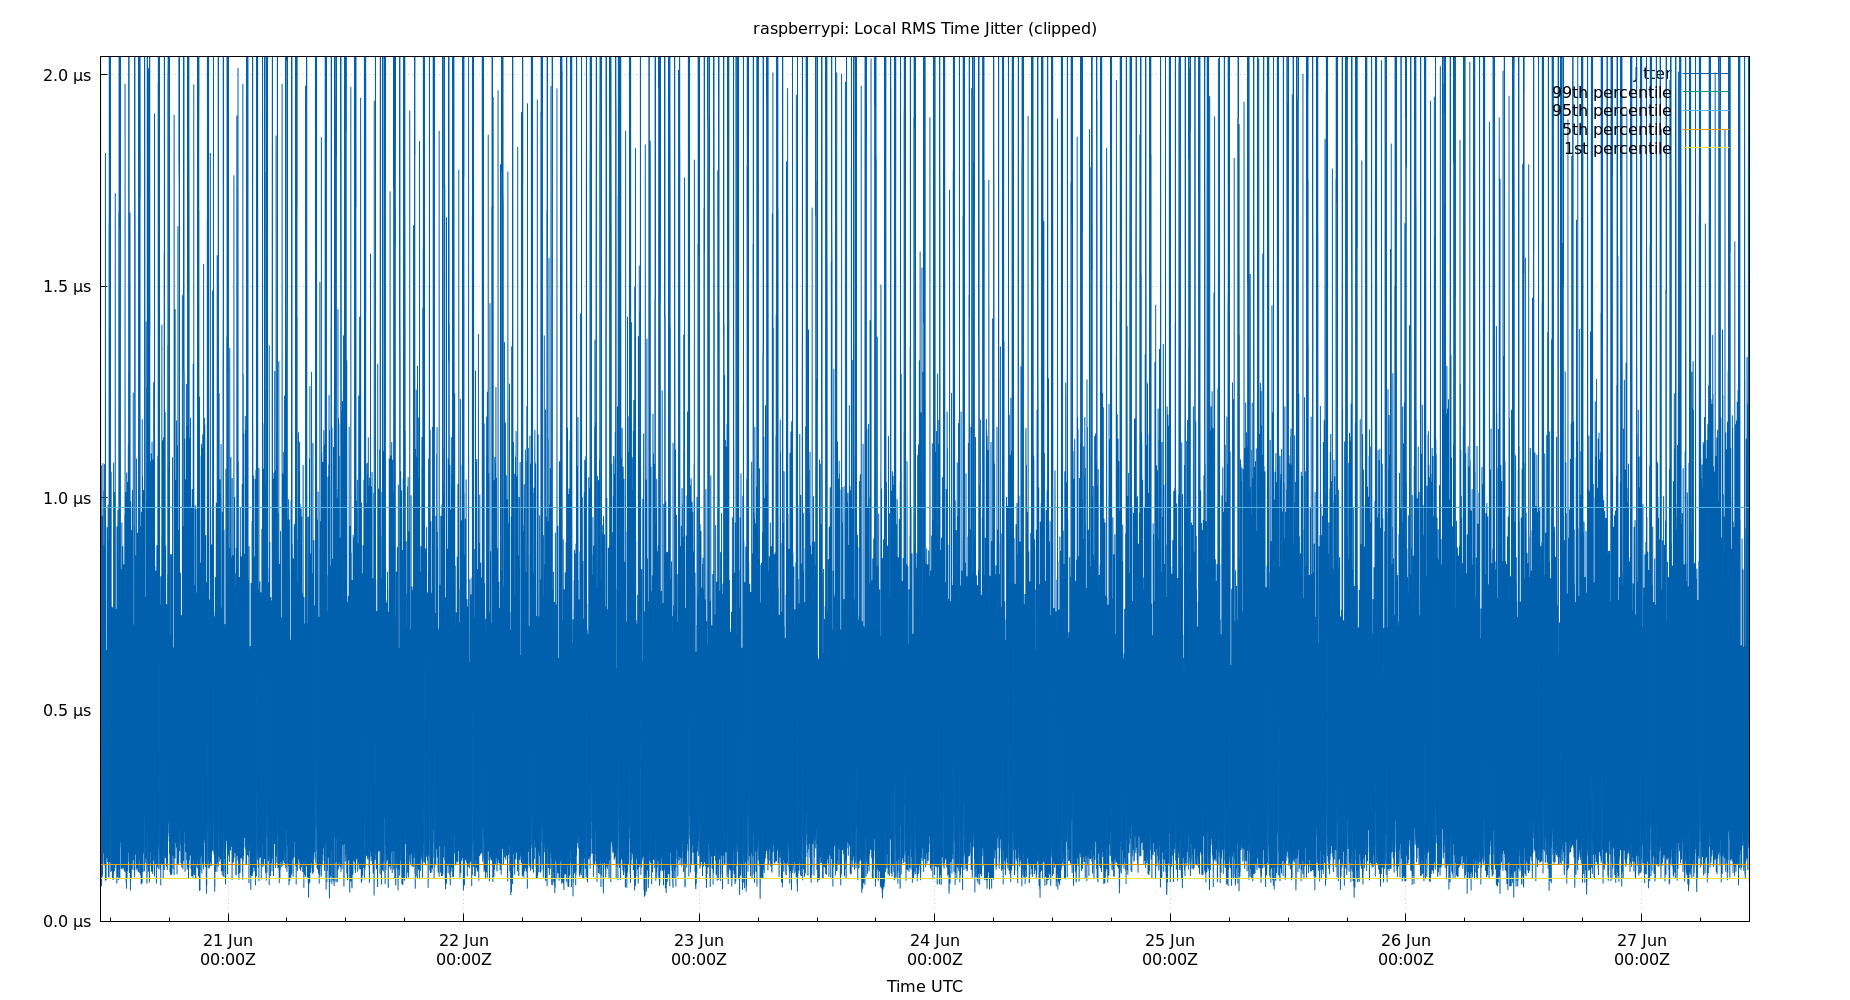 raspberrypi: Local RMS Time Jitter (clipped)
2.0 µs
1.5 µs
1.0 µs
0.5 µs
0.0 µs
jitter
99th percentile
95th percentile
5th percentile
1st percentile
21 Jun 22 Jun 23 Jun 24 Jun 25 Jun 26 Jun 27 Jun
00:00Z 00:00Z 00:00Z 00:00Z 00:00Z 00:00Z 00:00Z
Time UTC